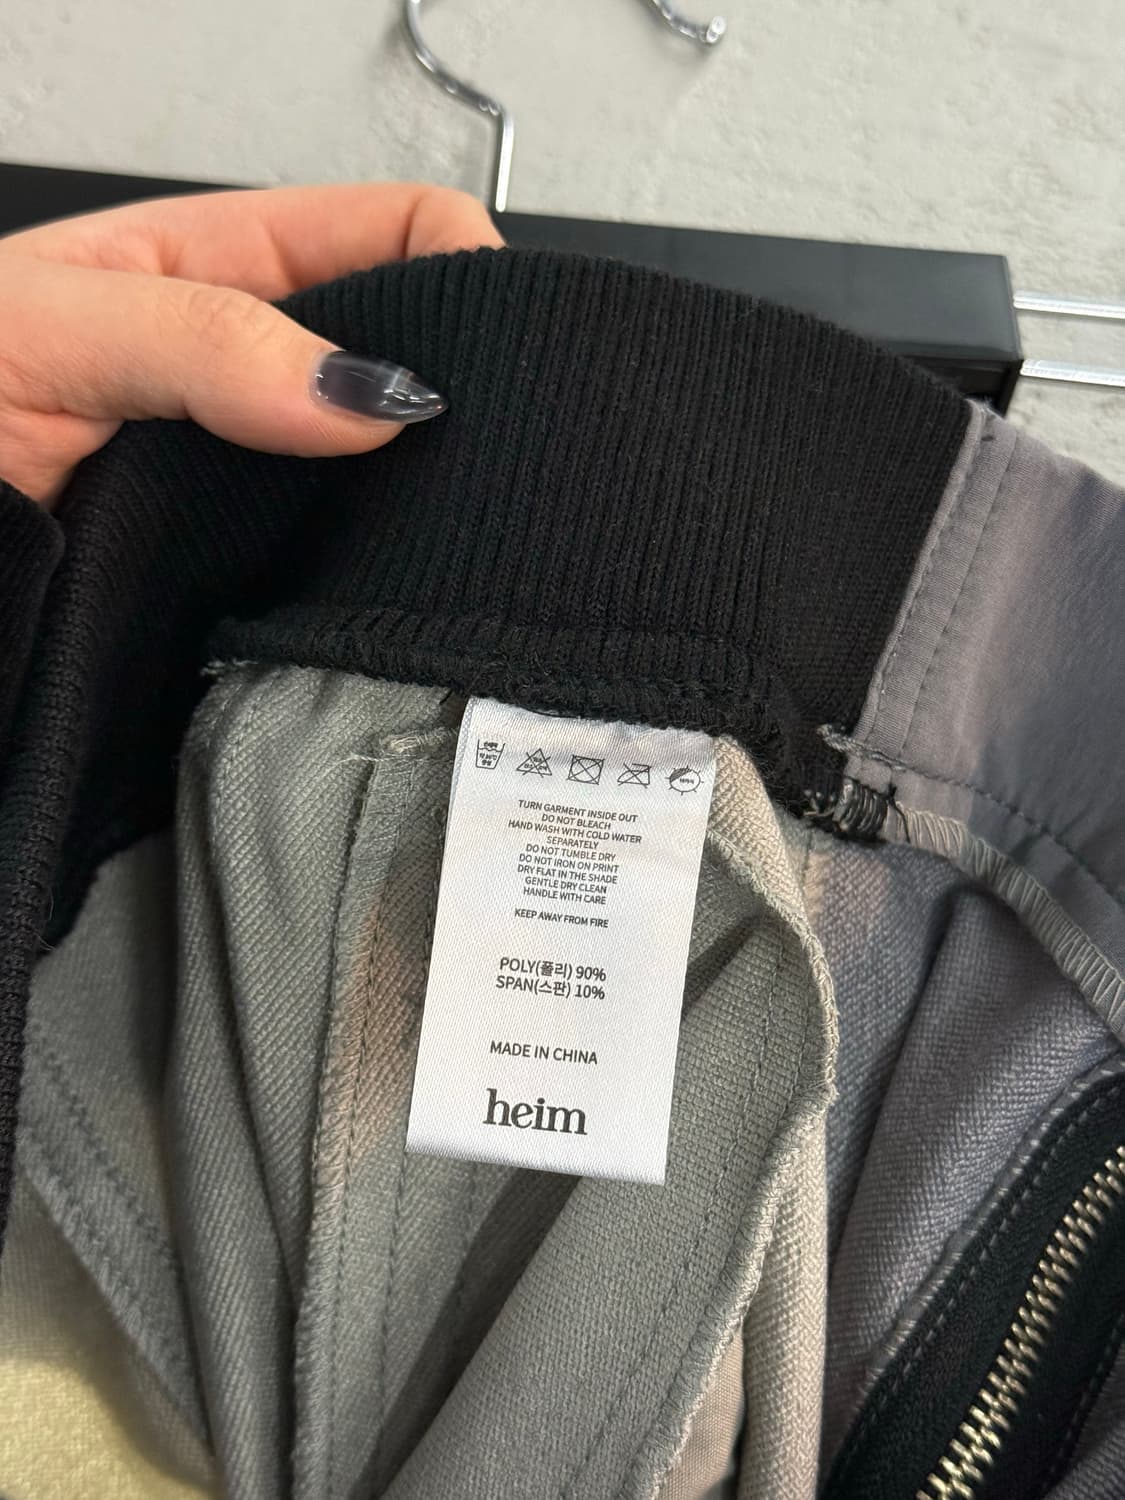 TURN GARMENT INSIDE OUT
DO NOT BLEACH
HAND WASH WITH COLD WATER
SEPARATELY
DO NOT TUMBLE DRY
DO NOT IRON ON PRINT
DRY FLAT IN THE SHADE
GENTLE DRY CLEAN
HANDLE WITH CARE
KEEP AWAY FROM FIRE
POLY(폴리) 90%
SPAN(스판) 10%
MADE IN CHINA
heim